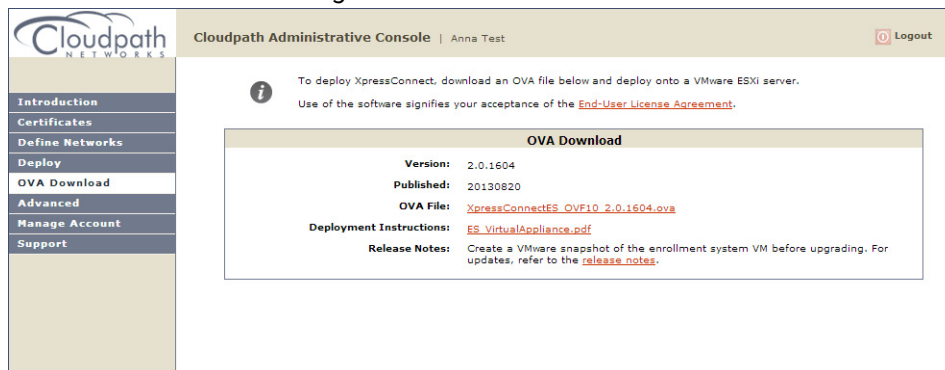 Cloudpath
NETWORKS
Cloudpath Administrative Console | Anna Test
Logout
To deploy XpressConnect, download an OVA file below and deploy onto a VMware ESXi server.
Use of the software signifies your acceptance of the End-User License Agreement.
Introduction
Certificates
Define Networks
Deploy
OVA Download
Advanced
Manage Account
Support
OVA Download
Version: 2.0.1604
Published: 20130820
OVA File: XpressConnectES_OVF10_2.0.1604.ova
Deployment Instructions: ES_VirtualAppliance.pdf
Release Notes: Create a VMware snapshot of the enrollment system VM before upgrading. For
updates, refer to the release notes.